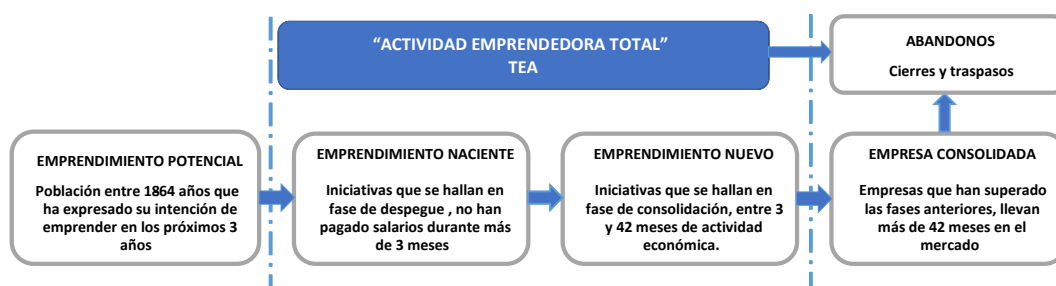 “ACTIVIDAD EMPRENDEDORA TOTAL”
TEA
ABANDONOS
Cierres y traspasos
EMPRENDIMIENTO POTENCIAL
Población entre 1864 años que
ha expresado su intención de
emprender en los próximos 3
años
EMPRENDIMIENTO NACIENTE
Iniciativas que se hallan en
fase de despegue , no han
pagado salarios durante más
de 3 meses
EMPRENDIMIENTO NUEVO
Iniciativas que se hallan en
fase de consolidación, entre 3
y 42 meses de actividad
económica.
EMPRESA CONSOLIDADA
Empresas que han superado
las fases anteriores, llevan
más de 42 meses en el
mercado